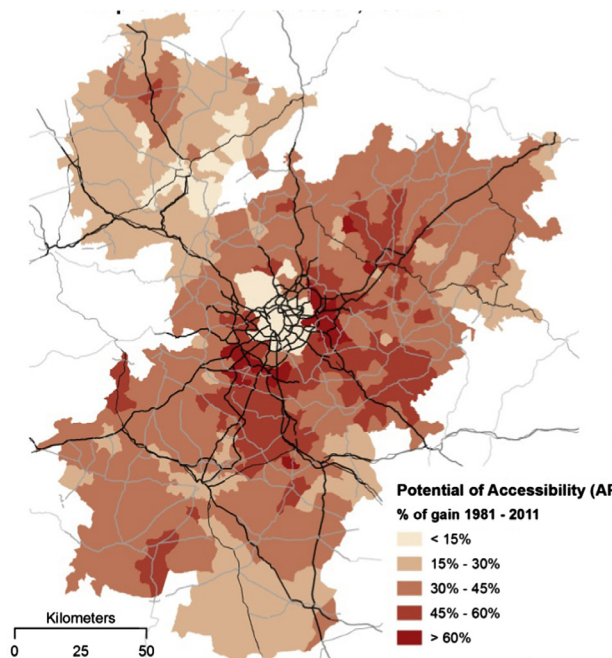 Potential of Accessibility (AP
% of gain 1981 - 2011
< 15%
15% - 30%
30% - 45%
45% - 60%
> 60%
Kilometers
0 25 50